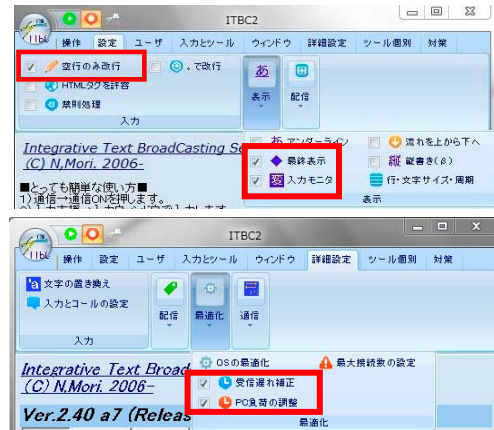 ITBC2
ITBC
操作 設定 ユーザ 入力とツール ウィンドウ 詳細設定 ツール個別 対策
空行のみ改行 。で改行
HTMLタグを許容
禁則処理
あ
表示 配信
入力
Integrative Text BroadCasting Se
(C) N,Mori. 2006-
■とっても簡単な使い方■
1)通信→通信ONを押します。
あ アンダーライン 流れを上から下へ
最終表示 縦 縦書き(β)
変 入力モニタ 行・文字サイズ・周期
表示
ITBC2
ITBC
操作 設定 ユーザ 入力とツール ウィンドウ 詳細設定 ツール個別 対策
a 文字の置き換え
入力とコールの設定
配信 最適化 通信
入力
Integrative Text Broad
(C) N,Mori. 2006-
Ver.2.40 a7 (Releas
OSの最適化 最大接続数の設定
受信遅れ補正
PC負荷の調整
最適化